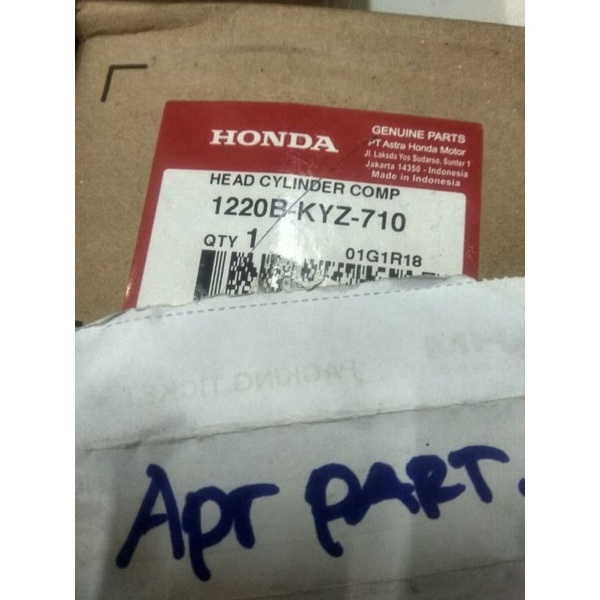 HONDA
GENUINE PARTS
PT Astra Honda Motor
Jl. Laksda Yos Sudarso, Sunter 1
Jakarta 14350 - Indonesia
Made in Indonesia
HEAD CYLINDER COMP
1220B-KYZ-710
QTY 1
01G1R18
PACKING TICKET
APT PART.